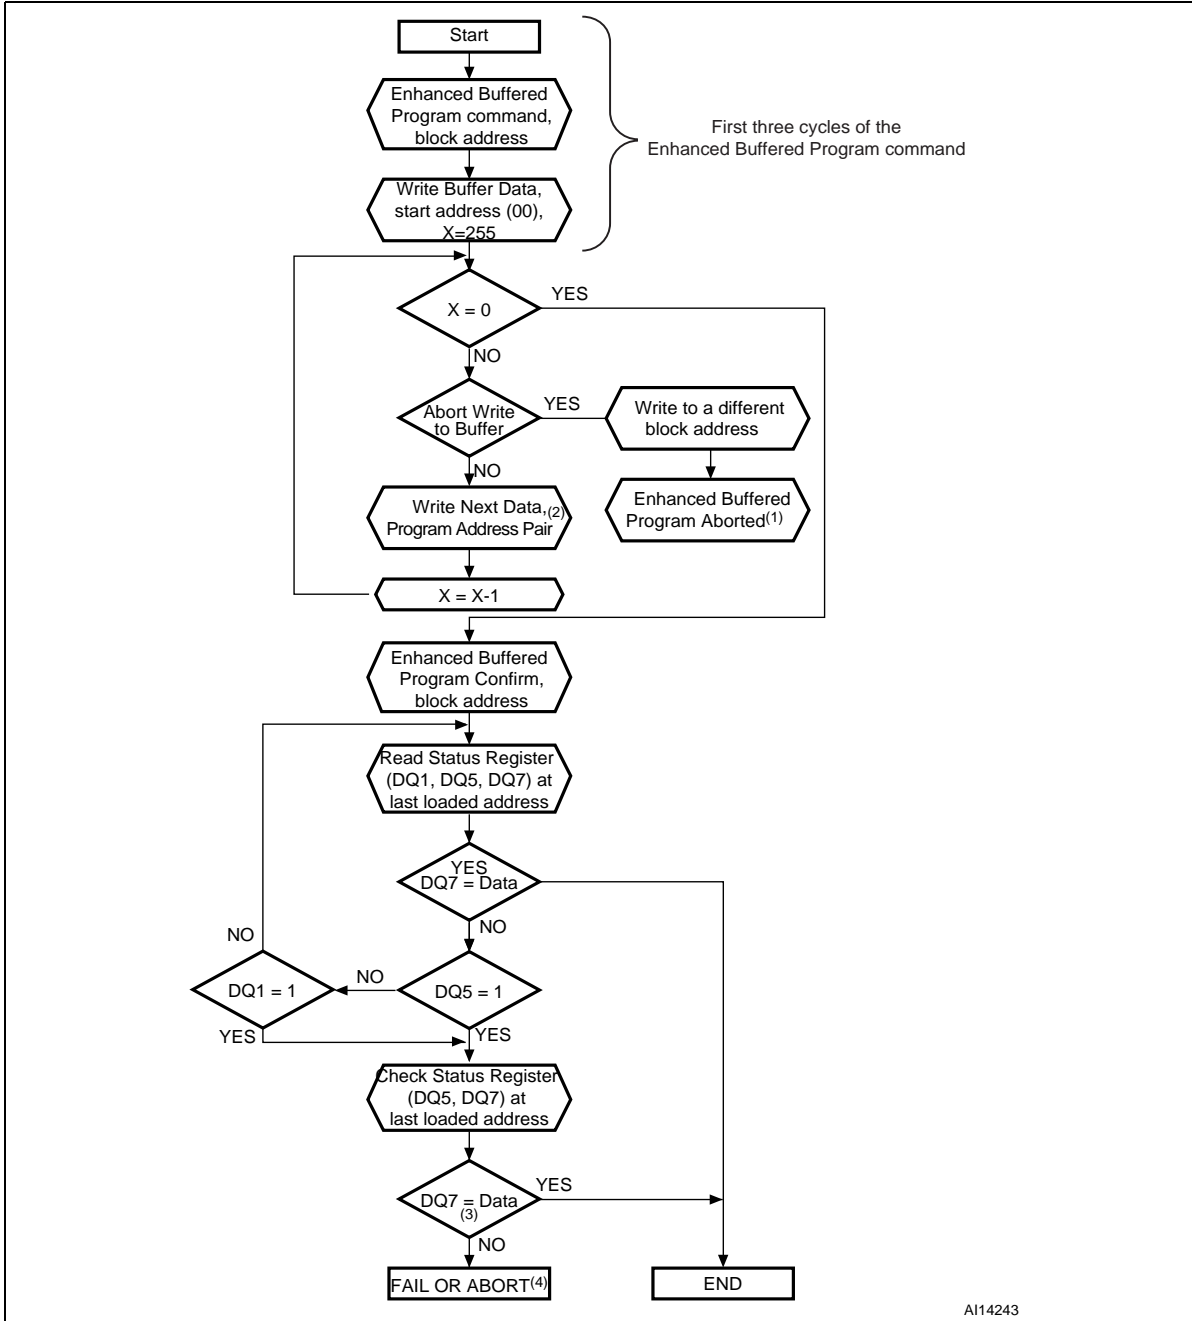 Start
Enhanced Buffered
Program command,
block address
First three cycles of the
Enhanced Buffered Program command
Write Buffer Data,
start address (00),
X=255
X = 0
YES
NO
Abort Write
to Buffer
YES
Write to a different
block address
NO
Write Next Data,(2)
Program Address Pair
Enhanced Buffered
Program Aborted(1)
X = X-1
Enhanced Buffered
Program Confirm,
block address
Read Status Register
(DQ1, DQ5, DQ7) at
last loaded address
YES
DQ7 = Data
NO
NO
DQ1 = 1
NO
DQ5 = 1
YES
YES
Check Status Register
(DQ5, DQ7) at
last loaded address
DQ7 = Data
(3)
YES
NO
FAIL OR ABORT(4)
END
AI14243